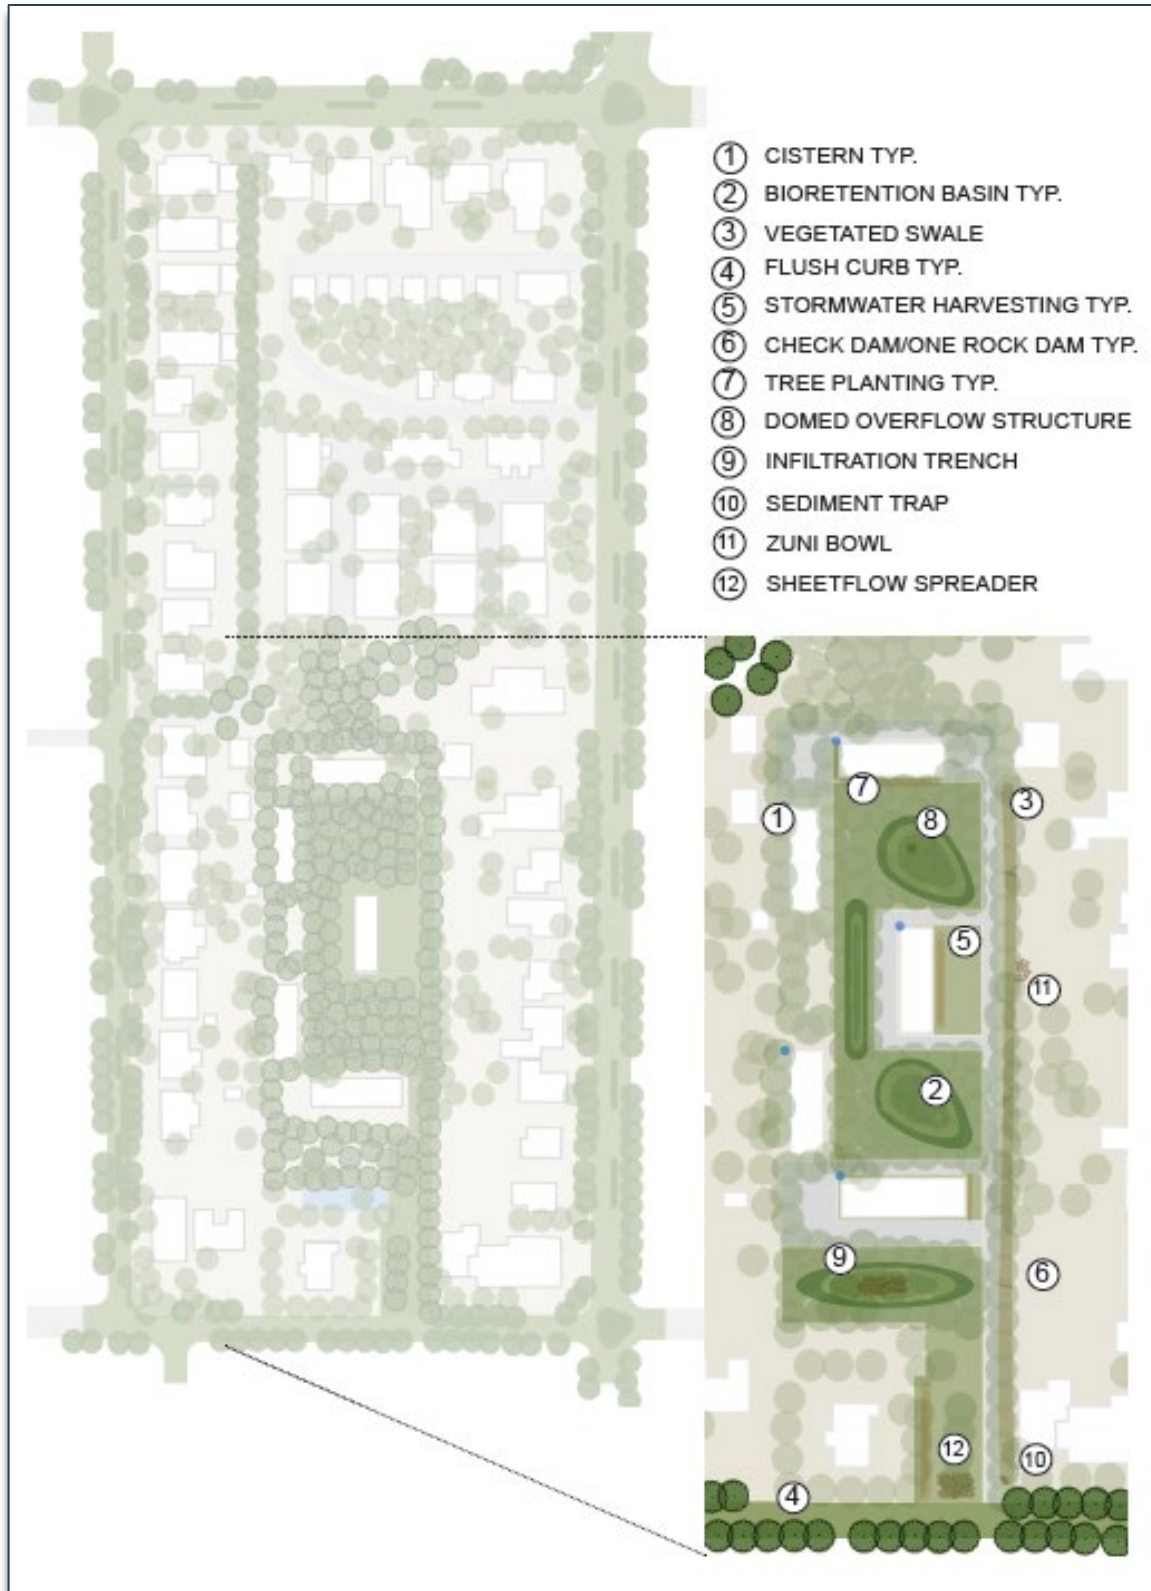 1 CISTERN TYP.
2 BIORETENTION BASIN TYP.
3 VEGETATED SWALE
4 FLUSH CURB TYP.
5 STORMWATER HARVESTING TYP.
6 CHECK DAM/ONE ROCK DAM TYP.
7 TREE PLANTING TYP.
8 DOMED OVERFLOW STRUCTURE
9 INFILTRATION TRENCH
10 SEDIMENT TRAP
11 ZUNI BOWL
12 SHEETFLOW SPREADER
7
3
1
8
5
11
2
9
6
12
10
4